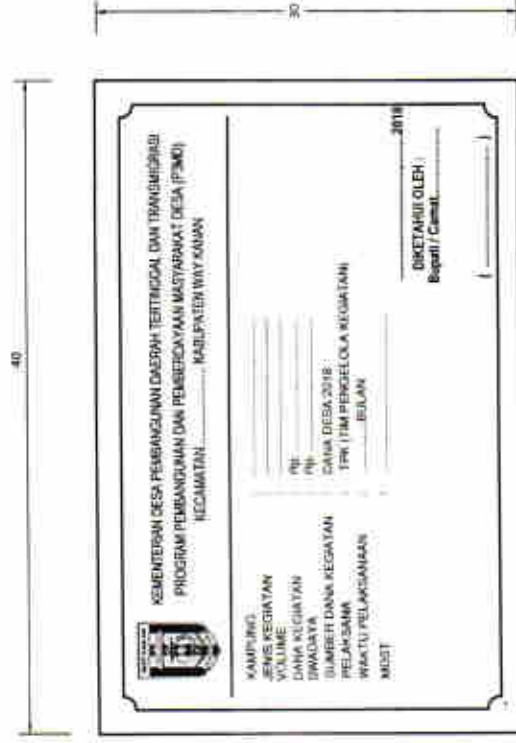 40
30
KEMENTERIAN DESA PEMBANGUNAN DAERAH TERTINGGAL DAN TRANSMIGRASI
PROGRAM PEMBANGUNAN DAN PEMBERDAYAAN MASYARAKAT DESA (P3MD)
KECAMATAN .................... KABUPATEN WAY KANAN
KAMPUNG :
JENIS KEGIATAN :
VOLUME :
DANA KEGIATAN : Rp.
SWADAYA : Rp.
SUMBER DANA KEGIATAN : DANA DESA 2018
PELAKSANA : TPK (TIM PENGELOLA KEGIATAN)
WAKTU PELAKSANAAN : ............ BULAN
MOST :
.................... 2018
DIKETAHUI OLEH :
Bupati / Camat....................
( .................... )